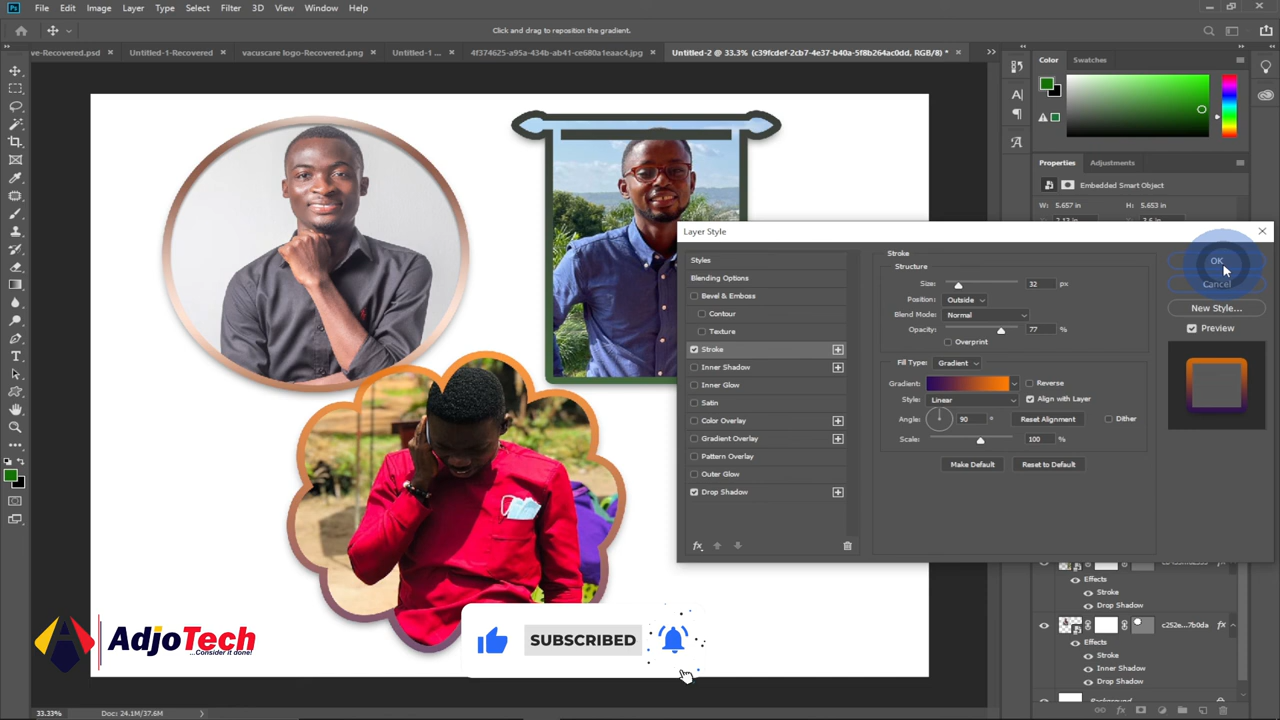 Ps File Edit Image Layer Type Select Filter 3D View Window Help
Click and drag to reposition the gradient.
ve-Recovered.psd × Untitled-1-Recovered × vacuscare logo-Recovered.png × Untitled-1 ... × 4f374625-a95a-434b-ab41-ce680a1eaac4.jpg × Untitled-2 @ 33.3% (c39fcdef-2cb7-4e37-b40a-5f8b264ac0dd, RGB/8) * ×
Color Swatches
Properties Adjustments
Embedded Smart Object
W: 5.657 in H: 5.653 in
Layer Style
Styles
Blending Options
Bevel & Emboss
Contour
Texture
Stroke
Inner Shadow
Inner Glow
Satin
Color Overlay
Gradient Overlay
Pattern Overlay
Outer Glow
Drop Shadow
fx
Stroke
Structure
Size: 32 px
Position: Outside
Blend Mode: Normal
Opacity: 77 %
Overprint
Fill Type: Gradient
Gradient: Reverse
Style: Linear Align with Layer
Angle: 90 ° Reset Alignment Dither
Scale: 100 %
Make Default Reset to Default
OK
Cancel
New Style...
Preview
Effects
Stroke
Drop Shadow
c252e...7b0da fx
Effects
Stroke
Inner Shadow
Drop Shadow
Background
AdjoTech
...Consider it done!
SUBSCRIBED
33.33% Doc: 24.1M/37.6M